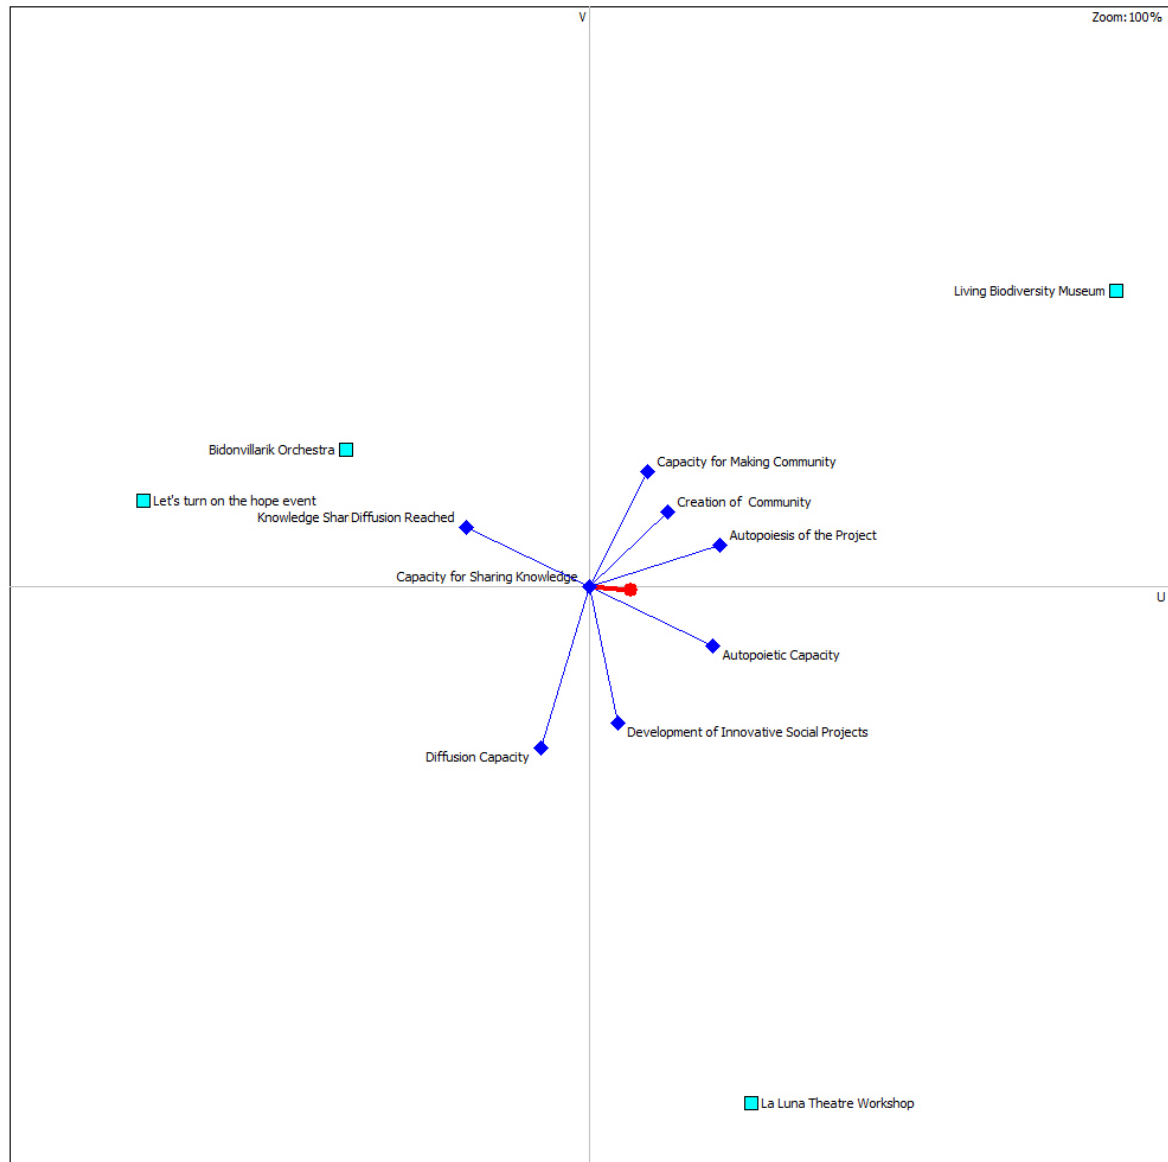 V
Zoom:100%
Living Biodiversity Museum
Bidonvillarik Orchestra
Capacity for Making Community
Let's turn on the hope event
Creation of Community
Knowledge Shar Diffusion Reached
Autopoiesis of the Project
Capacity for Sharing Knowledge
U
Autopoietic Capacity
Development of Innovative Social Projects
Diffusion Capacity
La Luna Theatre Workshop